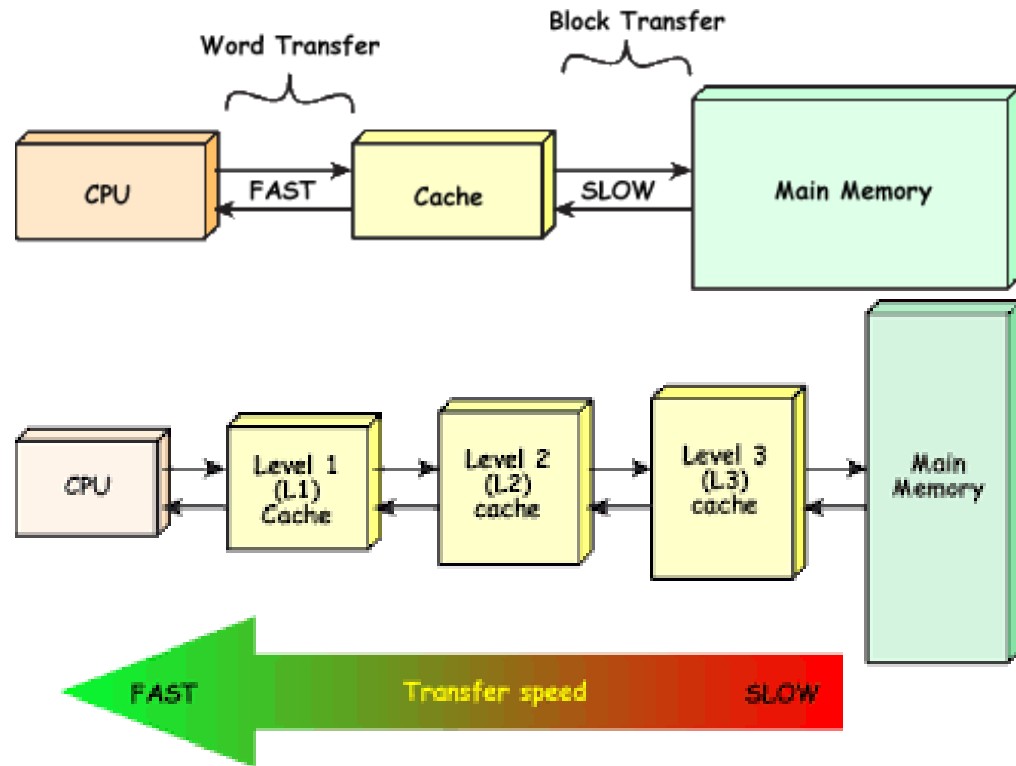 Word Transfer
Block Transfer
CPU
FAST
Cache
SLOW
Main Memory
CPU
Level 1
(L1)
Cache
Level 2
(L2)
cache
Level 3
(L3)
cache
Main
Memory
FAST
Transfer speed
SLOW